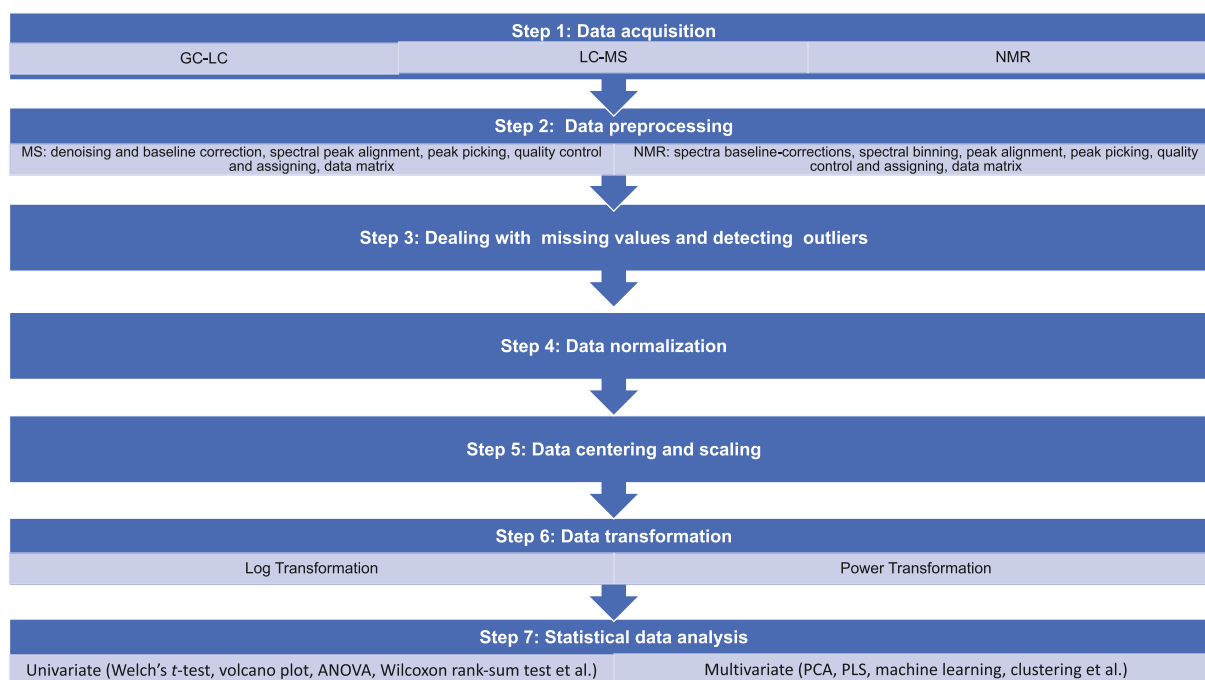 Step 1: Data acquisition
GC-LC
LC-MS
NMR
Step 2: Data preprocessing
MS: denoising and baseline correction, spectral peak alignment, peak picking, quality control
and assigning, data matrix
NMR: spectra baseline-corrections, spectral binning, peak alignment, peak picking, quality
control and assigning, data matrix
Step 3: Dealing with missing values and detecting outliers
Step 4: Data normalization
Step 5: Data centering and scaling
Step 6: Data transformation
Log Transformation
Power Transformation
Step 7: Statistical data analysis
Univariate (Welch’s t-test, volcano plot, ANOVA, Wilcoxon rank-sum test et al.)
Multivariate (PCA, PLS, machine learning, clustering et al.)